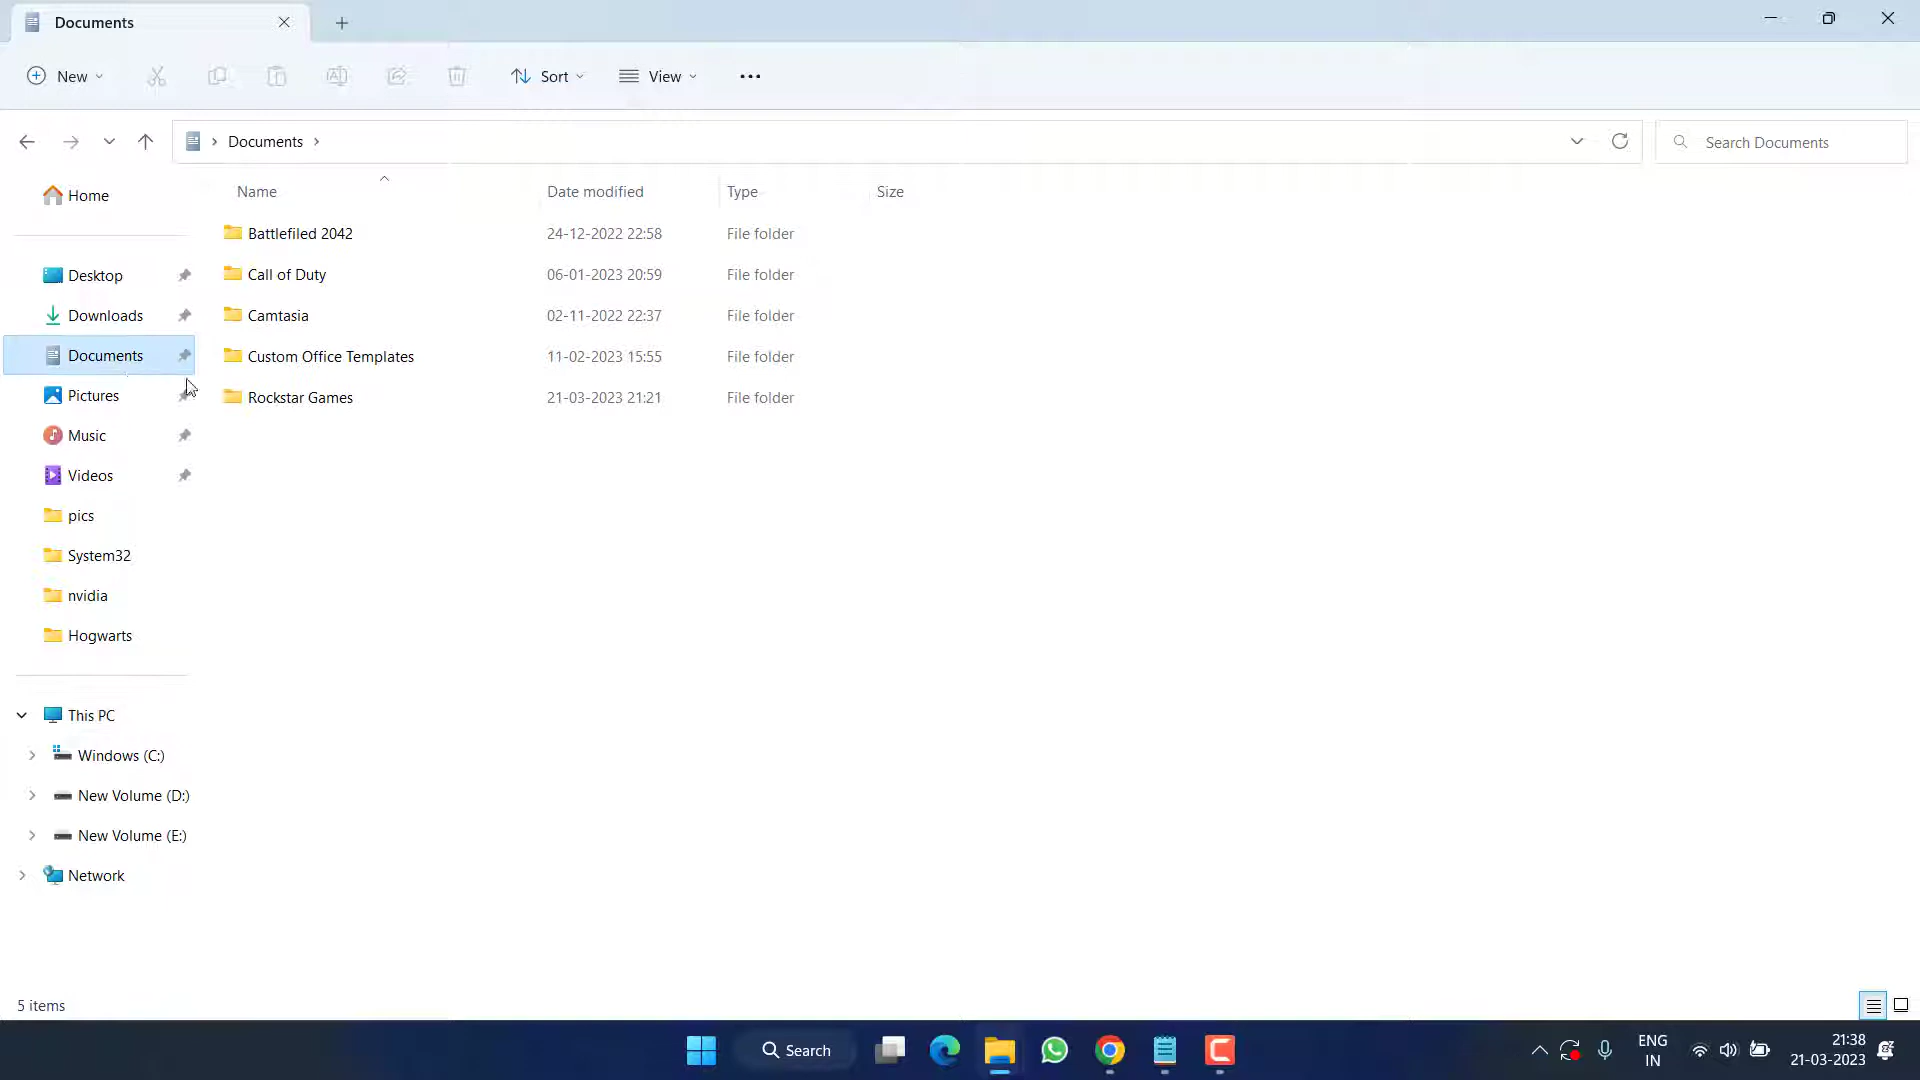 Documents
New
Sort
View
Documents
Search Documents
Home
Desktop
Downloads
Documents
Pictures
Music
Videos
pics
System32
nvidia
Hogwarts
This PC
Windows (C:)
New Volume (D:)
New Volume (E:)
Network
Name Date modified Type Size
Battlefiled 2042 24-12-2022 22:58 File folder
Call of Duty 06-01-2023 20:59 File folder
Camtasia 02-11-2022 22:37 File folder
Custom Office Templates 11-02-2023 15:55 File folder
Rockstar Games 21-03-2023 21:21 File folder
5 items
Search
ENG
IN
21:38
21-03-2023